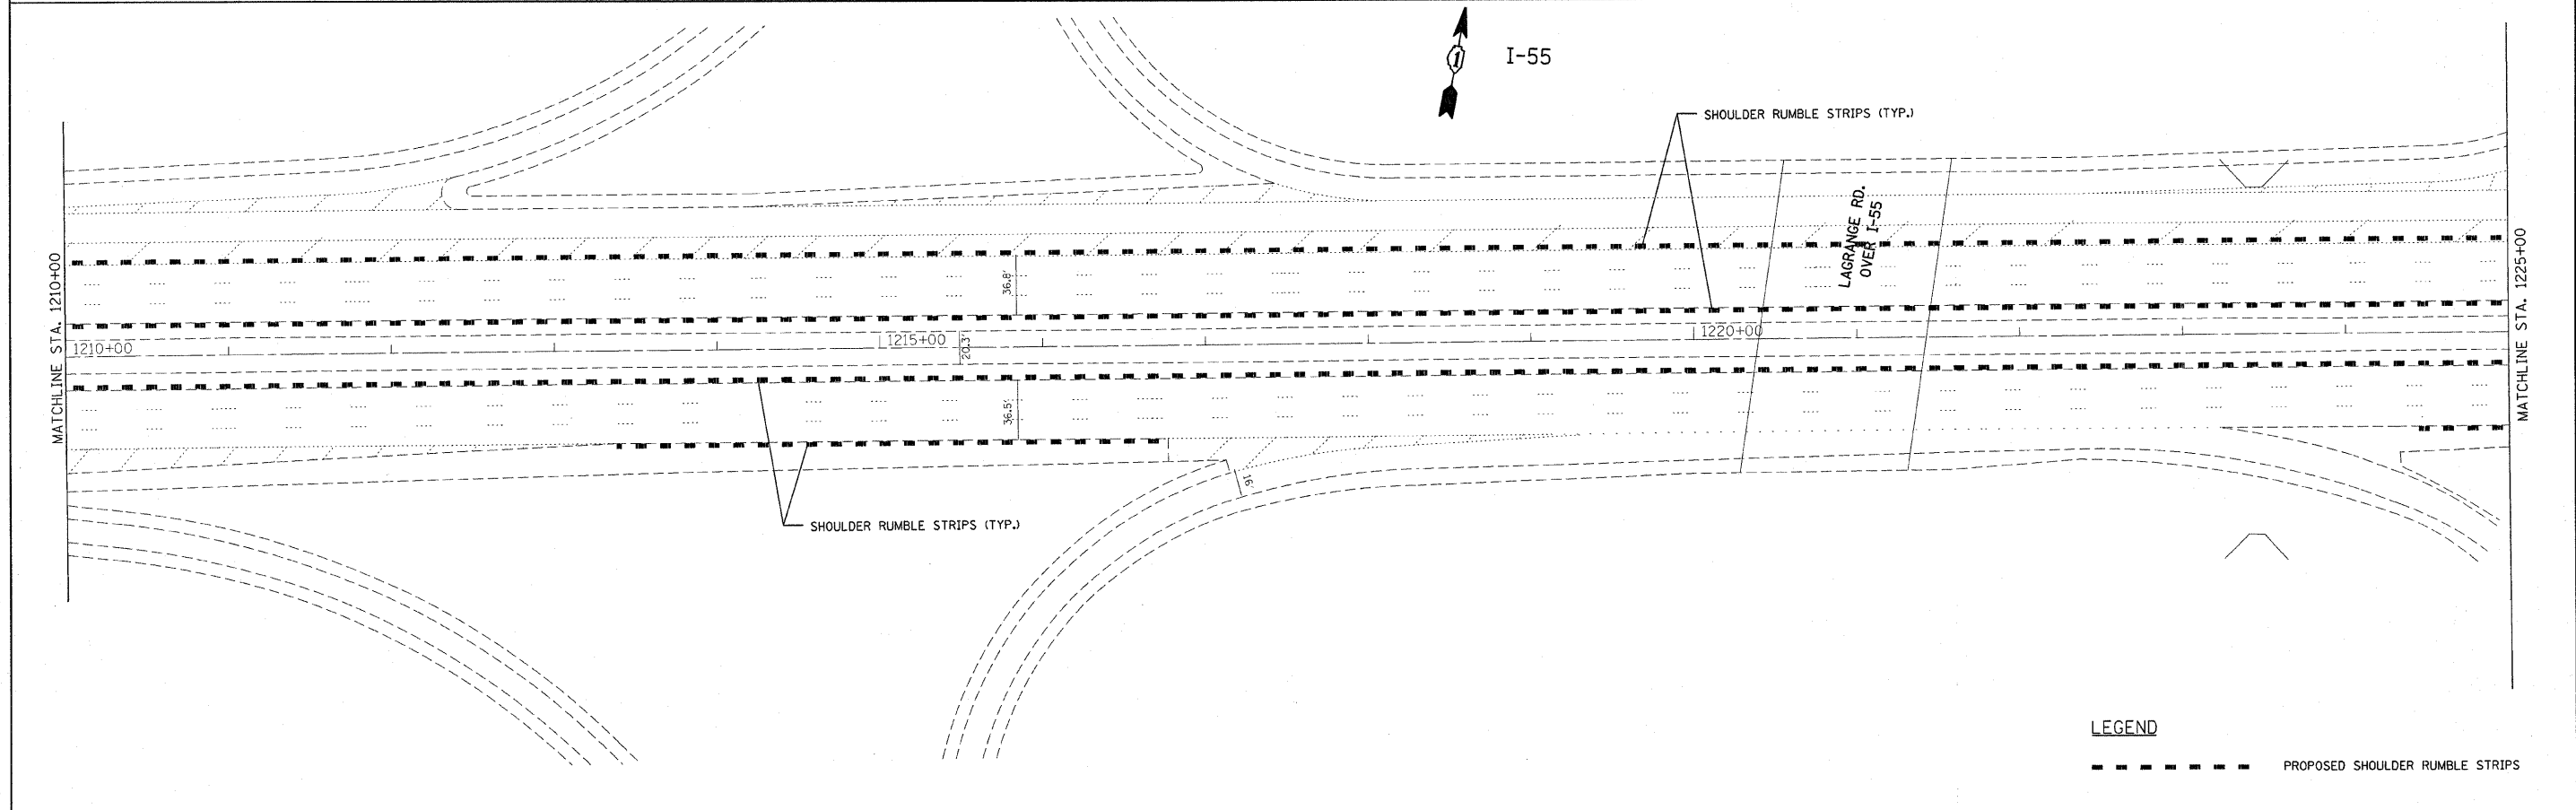 I-55
SHOULDER RUMBLE STRIPS (TYP.)
LAGRANGE RD.
OVER I-55
MATCHLINE STA. 1210+00
MATCHLINE STA. 1225+00
36.8'
1210+00
1215+00
20.3'
1220+00
36.5'
16'
SHOULDER RUMBLE STRIPS (TYP.)
LEGEND
PROPOSED SHOULDER RUMBLE STRIPS